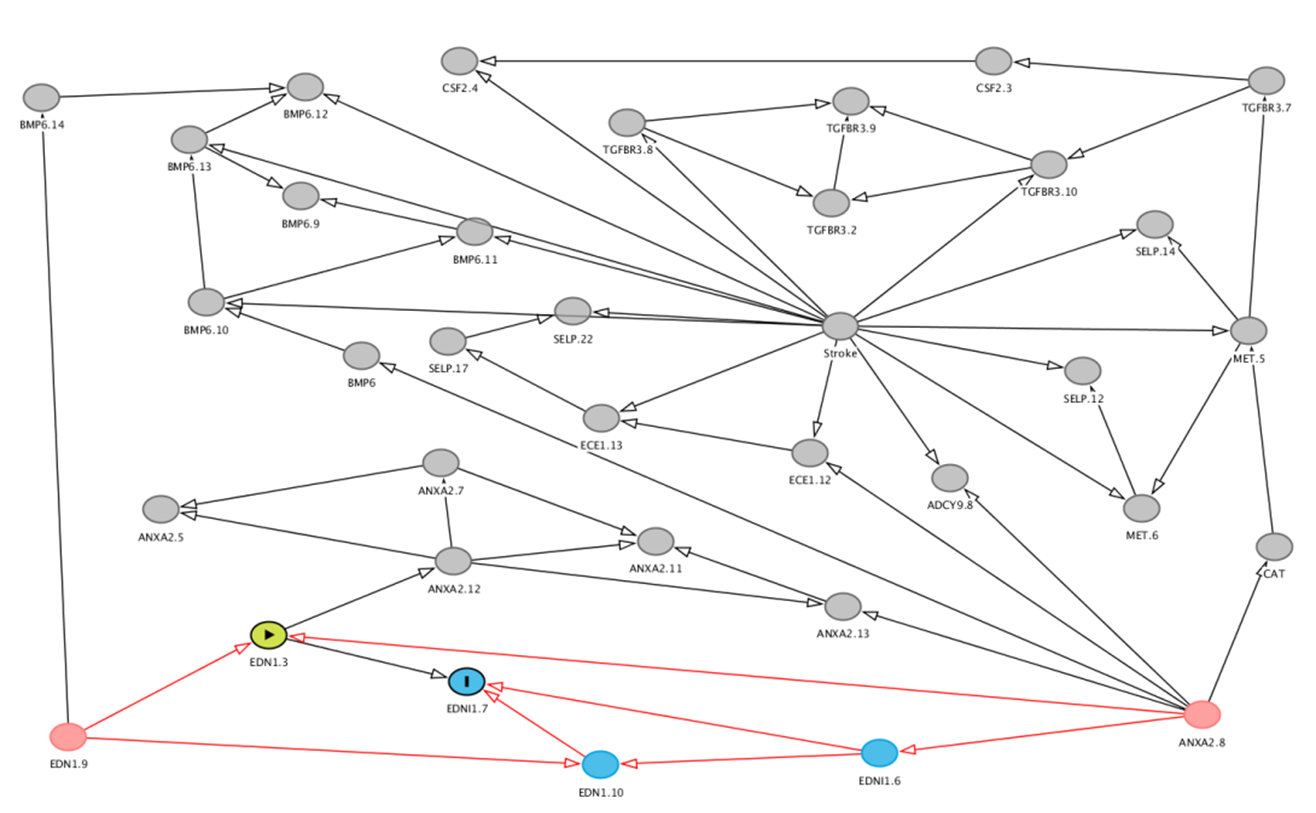 CSF2.4
CSF2.3
TGFBR3.7
BMP6.14
BMP6.12
TGFBR3.9
TGFBR3.8
BMP6.13
TGFBR3.10
BMP6.9
TGFBR3.2
SELP.14
BMP6.11
BMP6.10
SELP.22
Stroke
MET.5
SELP.17
BMP6
SELP.12
ECE1.13
ECE1.12
ANXA2.7
ADCY9.8
ANXA2.5
MET.6
ANXA2.11
CAT
ANXA2.12
ANXA2.13
EDN1.3
EDNI1.7
ANXA2.8
EDN1.9
EDNI1.6
EDN1.10